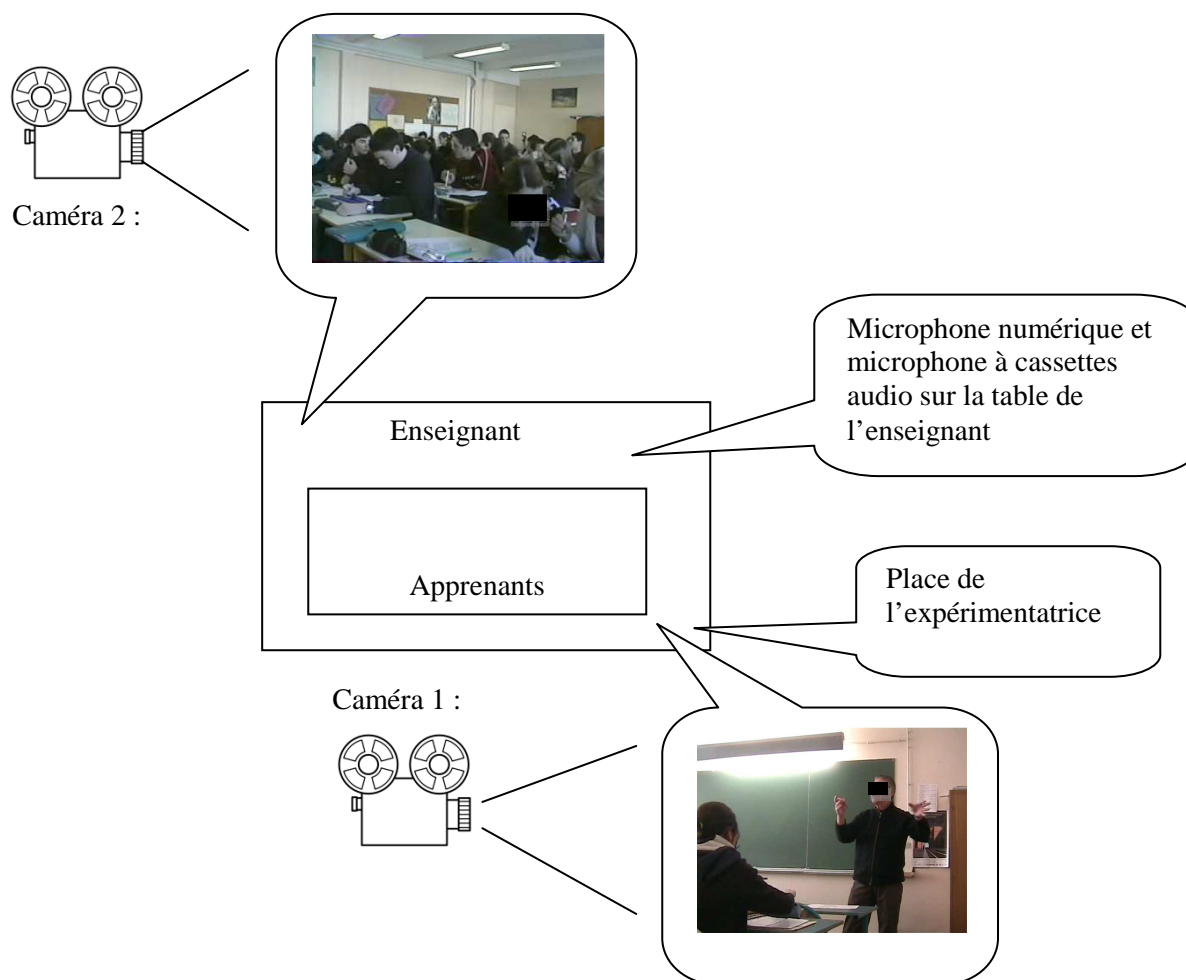 Caméra 2 :
Microphone numérique et
microphone à cassettes
audio sur la table de
l’enseignant
Enseignant
Apprenants
Place de
l’expérimentatrice
Caméra 1 :